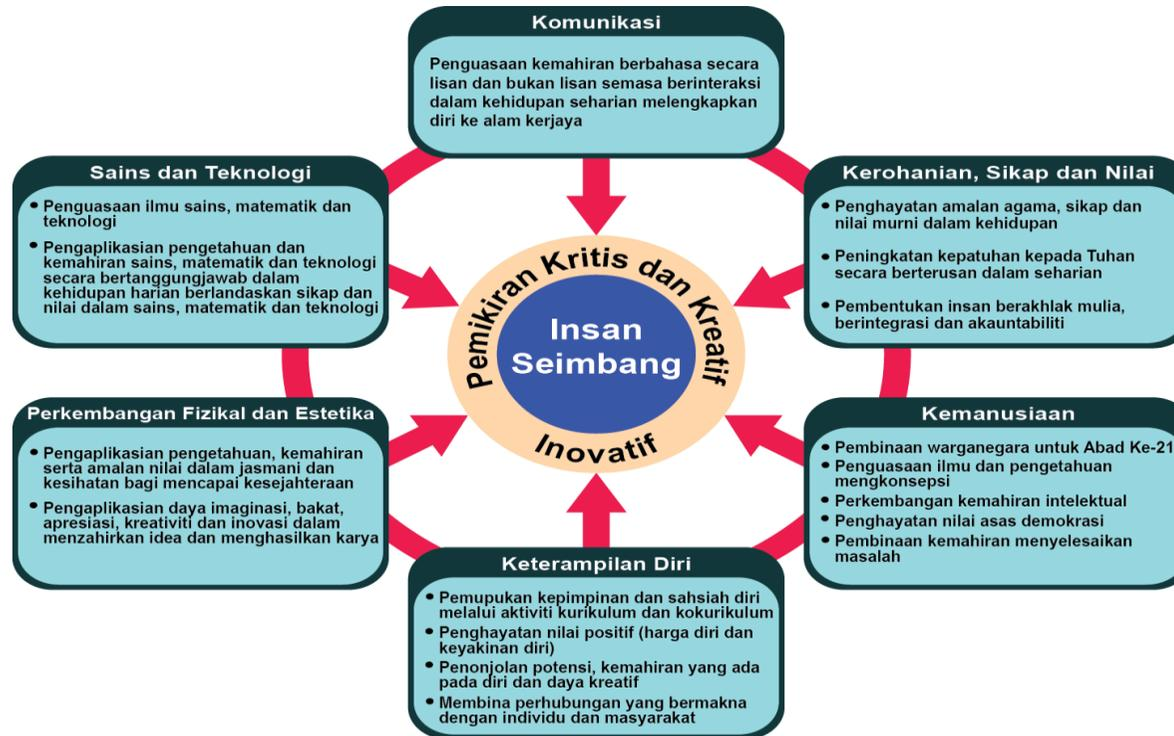 Komunikasi
Penguasaan kemahiran berbahasa secara
lisan dan bukan lisan semasa berinteraksi
dalam kehidupan seharian melengkapkan
diri ke alam kerjaya
Sains dan Teknologi
• Penguasaan ilmu sains, matematik dan
teknologi
• Pengaplikasian pengetahuan dan
kemahiran sains, matematik dan teknologi
secara bertanggungjawab dalam
kehidupan harian berlandaskan sikap dan
nilai dalam sains, matematik dan teknologi
Kerohanian, Sikap dan Nilai
• Penghayatan amalan agama, sikap dan
nilai murni dalam kehidupan
• Peningkatan kepatuhan kepada Tuhan
secara berterusan dalam seharian
• Pembentukan insan berakhlak mulia,
berintegrasi dan akauntabiliti
Pemikiran Kritis dan Kreatif
Insan
Seimbang
Inovatif
Perkembangan Fizikal dan Estetika
• Pengaplikasian pengetahuan, kemahiran
serta amalan nilai dalam jasmani dan
kesihatan bagi mencapai kesejahteraan
• Pengaplikasian daya imaginasi, bakat,
apresiasi, kreativiti dan inovasi dalam
menzahirkan idea dan menghasilkan karya
Kemanusiaan
• Pembinaan warganegara untuk Abad Ke-21
• Penguasaan ilmu dan pengetahuan
mengkonsepsi
• Perkembangan kemahiran intelektual
• Penghayatan nilai asas demokrasi
• Pembinaan kemahiran menyelesaikan
masalah
Keterampilan Diri
• Pemupukan kepimpinan dan sahsiah diri
melalui aktiviti kurikulum dan kokurikulum
• Penghayatan nilai positif (harga diri dan
keyakinan diri)
• Penonjolan potensi, kemahiran yang ada
pada diri dan daya kreatif
• Membina perhubungan yang bermakna
dengan individu dan masyarakat